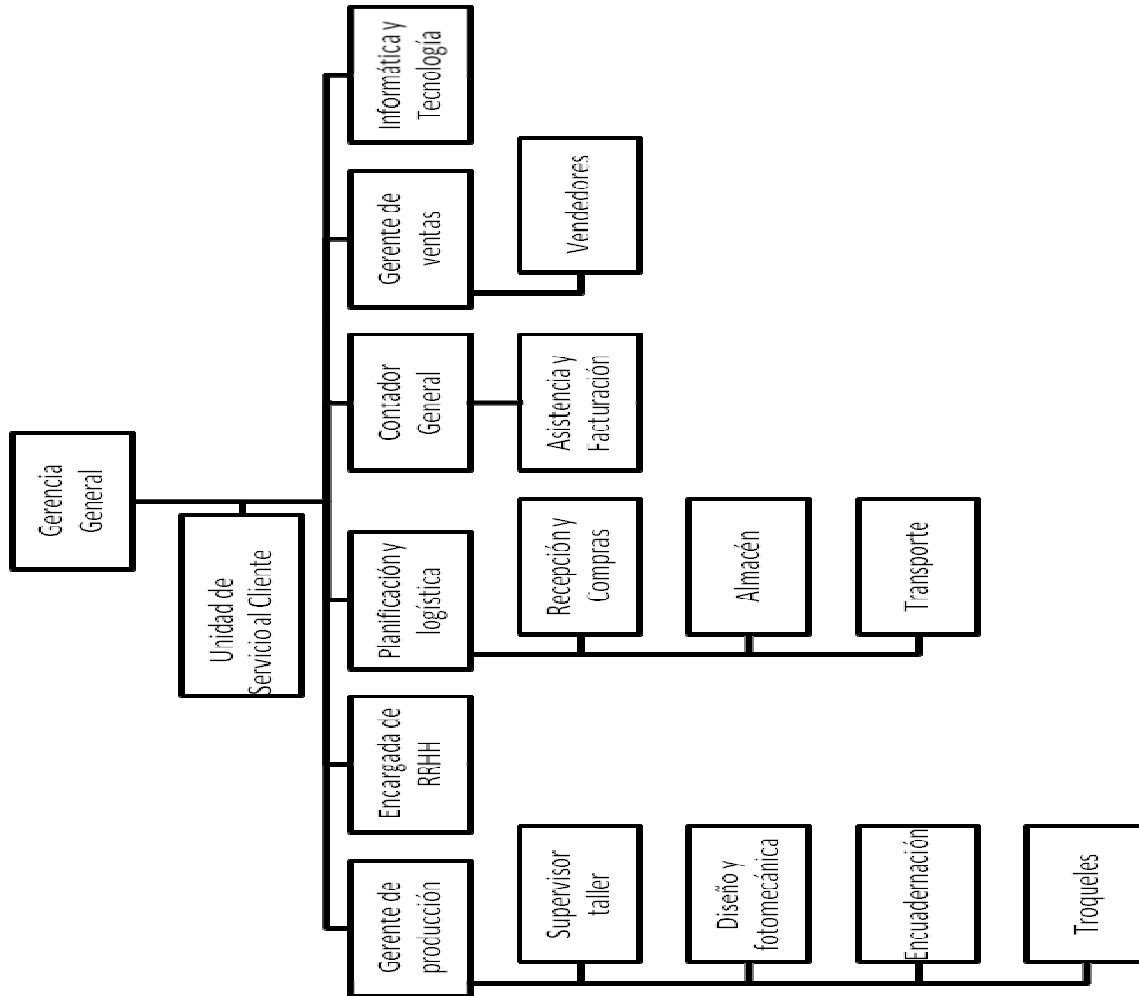 Gerencia
General
Unidad de
Servicio al Cliente
Gerente de
producción
Encargada de
RRHH
Planificación y
logística
Contador
General
Gerente de
ventas
Informática y
Tecnología
Supervisor
taller
Diseño y
fotomecánica
Encuadernación
Troqueles
Recepción y
Compras
Almacén
Transporte
Asistencia y
Facturación
Vendedores